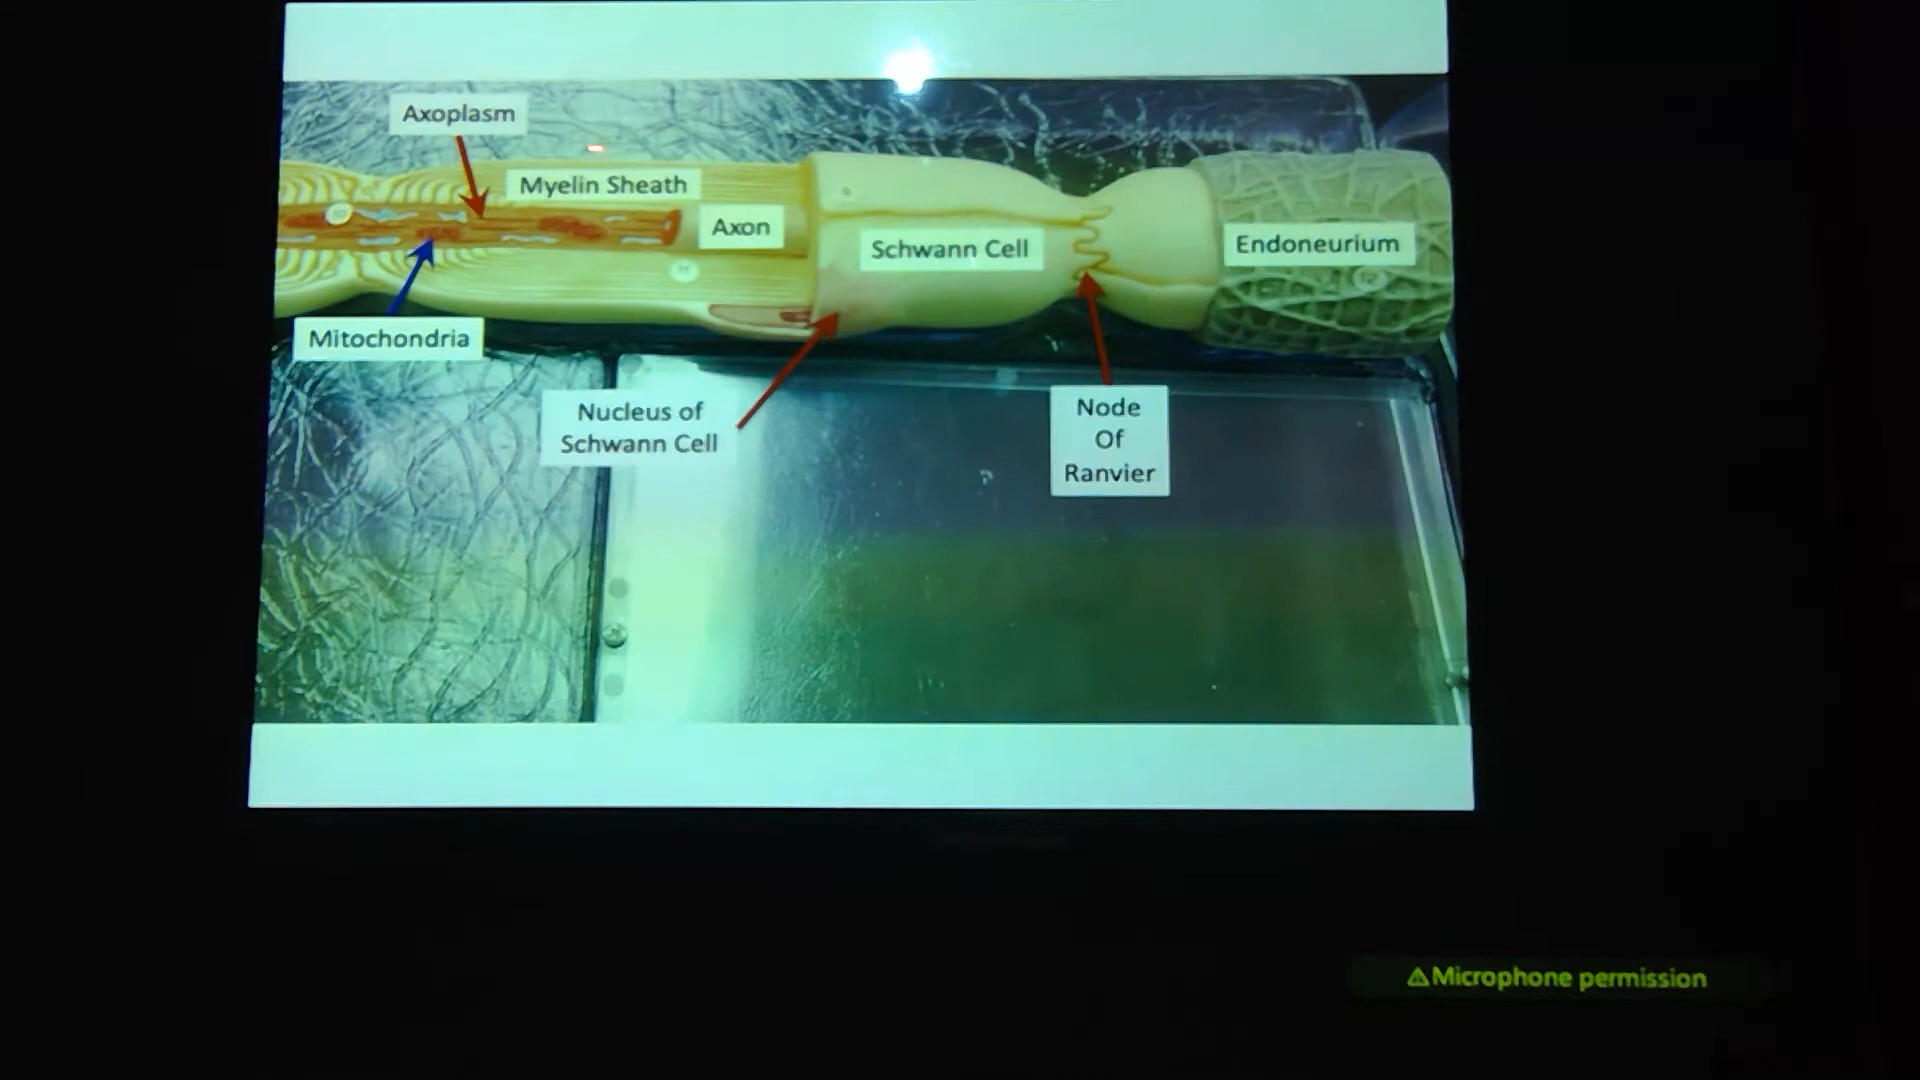 Axoplasm
Myelin Sheath
Axon
Schwann Cell
Endoneurium
Mitochondria
Nucleus of
Schwann Cell
Node
Of
Ranvier
⚠Microphone permission